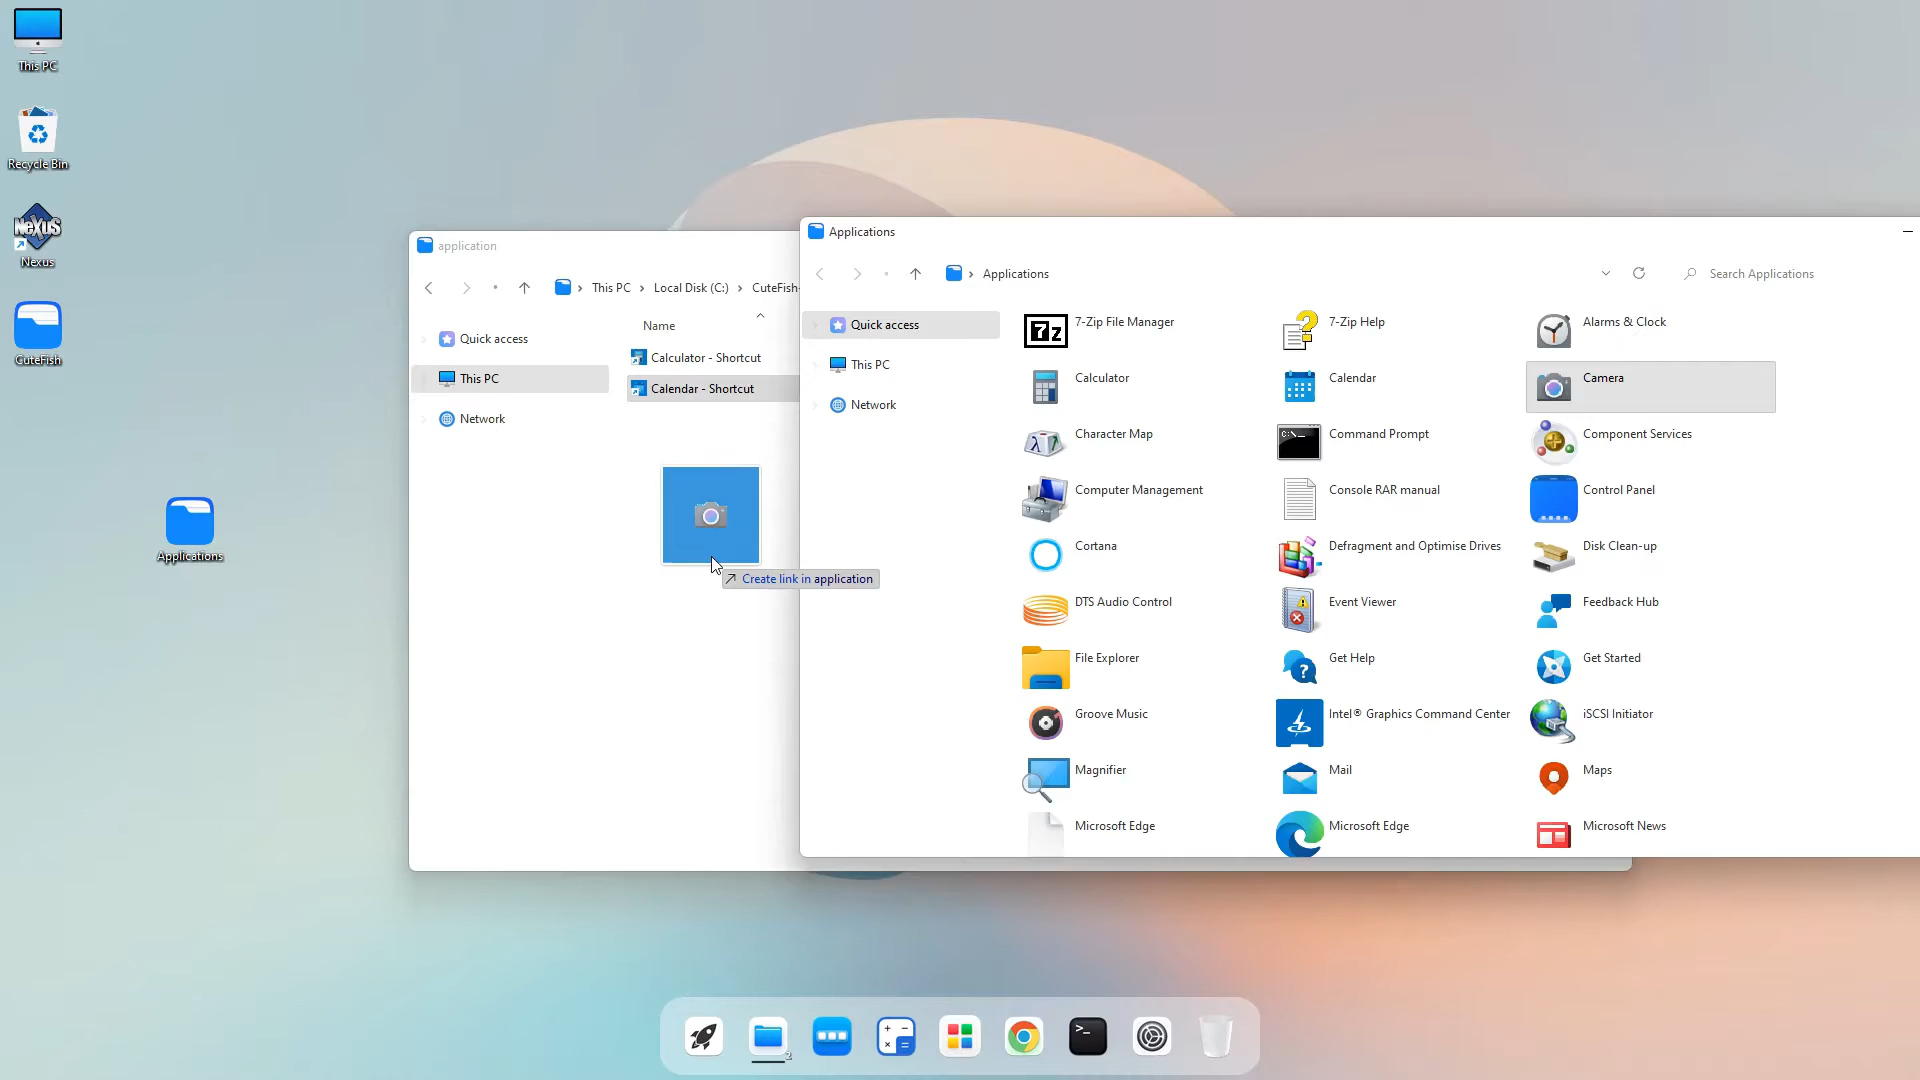 This PC
Recycle Bin
NeXuS
Nexus
CuteFish
Applications
application
This PC › Local Disk (C:) › CuteFish-
Name
Quick access
This PC
Network
Calculator - Shortcut
Calendar - Shortcut
Create link in application
Applications
Applications
Search Applications
Quick access
This PC
Network
7z
7-Zip File Manager
7-Zip Help
Alarms & Clock
Calculator
Calendar
Camera
Character Map
C:\_
Command Prompt
Component Services
Computer Management
Console RAR manual
Control Panel
Cortana
Defragment and Optimise Drives
Disk Clean-up
DTS Audio Control
Event Viewer
Feedback Hub
File Explorer
Get Help
Get Started
Groove Music
Intel® Graphics Command Center
iSCSI Initiator
Magnifier
Mail
Maps
Microsoft Edge
Microsoft Edge
Microsoft News
2